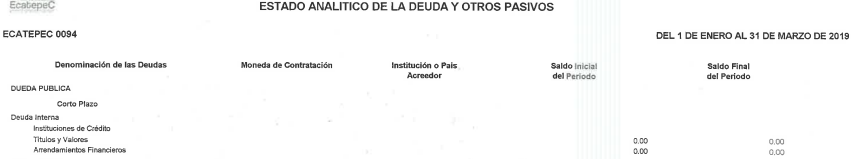 EcatepeC
ESTADO ANALITICO DE LA DEUDA Y OTROS PASIVOS
ECATEPEC 0094
DEL 1 DE ENERO AL 31 DE MARZO DE 2019
Denominación de las Deudas Moneda de Contratación Institución o País Acreedor Saldo Inicial del Periodo Saldo Final del Periodo
DUEDA PUBLICA
Corto Plazo
Deuda Interna
Instituciones de Crédito
Titulos y Valores 0.00 0.00
Arrendamientos Financieros 0.00 0.00